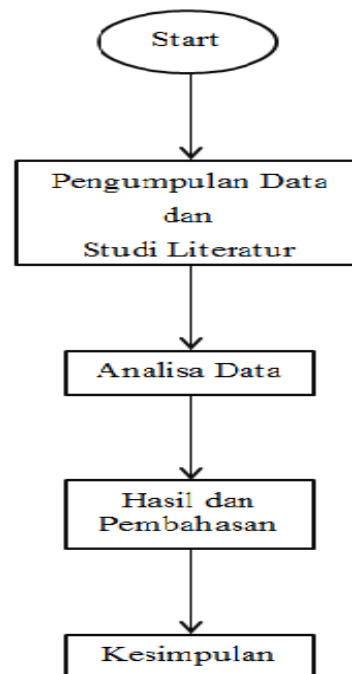 Start
Pengumpulan Data
dan
Studi Literatur
Analisa Data
Hasil dan
Pembahasan
Kesimpulan